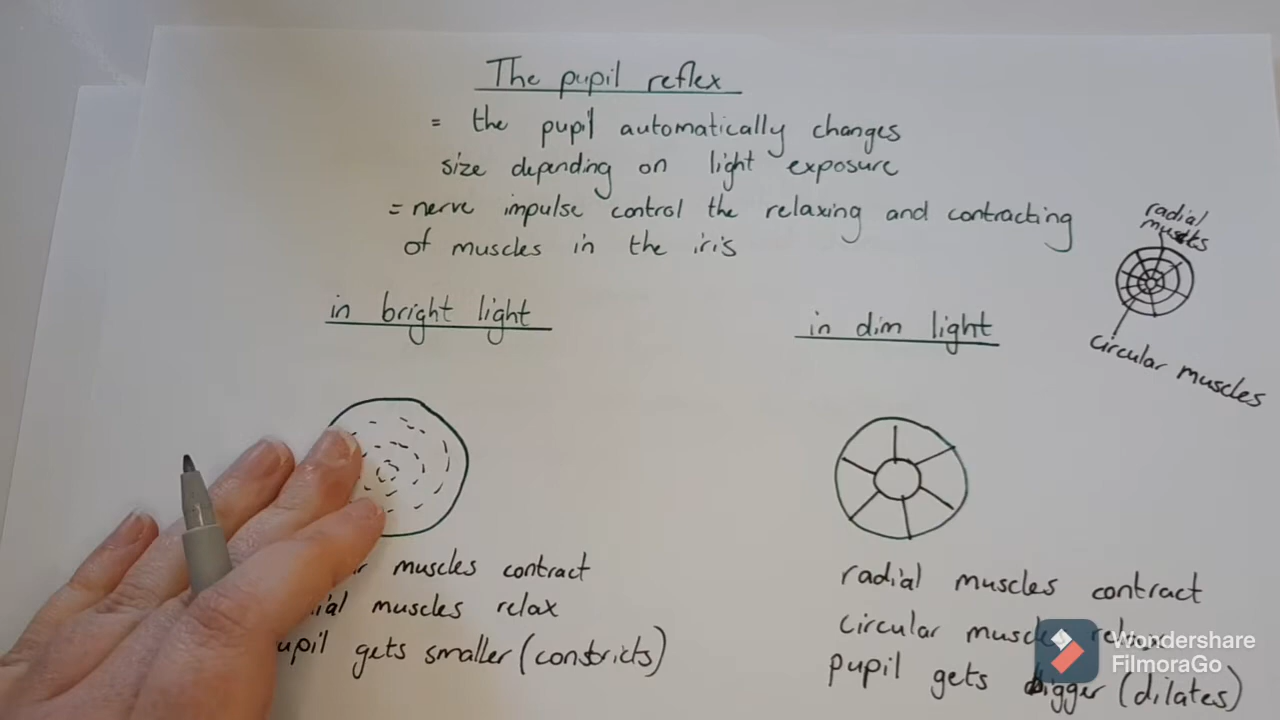 The pupil reflex
= the pupil automatically changes
size depending on light exposure
= nerve impulse control the relaxing and contracting
of muscles in the iris
radial
muscles
circular muscles
in bright light
muscles contract
muscles relax
gets smaller (constricts)
in dim light
radial muscles contract
circular muscles relax
pupil gets bigger (dilates)
Wondershare
FilmoraGo